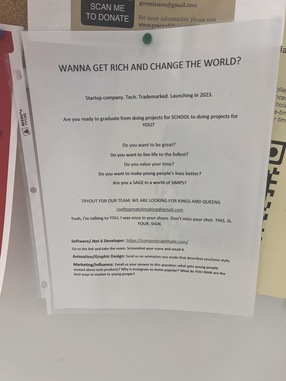 SCAN ME
TO DONATE
gocmission@gmail.com
for more information, please visit
WANNA GET RICH AND CHANGE THE WORLD?
Startup company. Tech. Trademarked. Launching in 2023.
Are you ready to graduate from doing projects for SCHOOL to doing projects for
YOU?
Do you want to be great?
Do you want to live life to the fullest?
Do you value your time?
Do you want to make young people's lives better?
Are you a SAGE in a world of SIMPS?
TRYOUT FOR OUR TEAM. WE ARE LOOKING FOR KINGS AND QUEENS
Yeah, I'm talking to YOU. I was once in your shoes. Don't miss your shot. THIS. IS.
YOUR. SIGN.
Software/.Net 6 Developer: https://computeraptitude.com/
Go to the link and take the exam. Screenshot your score and email it.
Animation/Graphic Design: Send us an animation you made that describes you/your style.
Marketing/Influence: Email us your answer to this question: what gets young people
excited about tech products? Why is Instagram so damn popular? What do YOU think are the
best ways to market to young people?